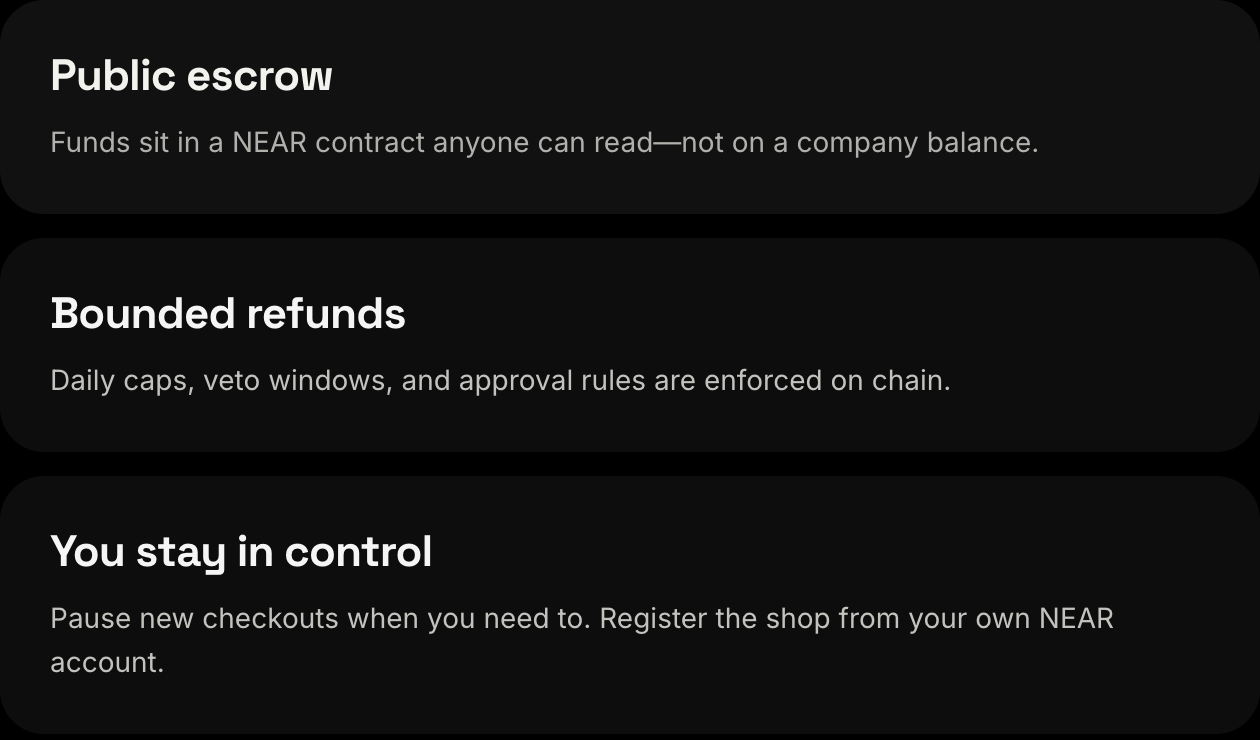 Public escrow
Funds sit in a NEAR contract anyone can read—not on a company balance.
Bounded refunds
Daily caps, veto windows, and approval rules are enforced on chain.
You stay in control
Pause new checkouts when you need to. Register the shop from your own NEAR
account.